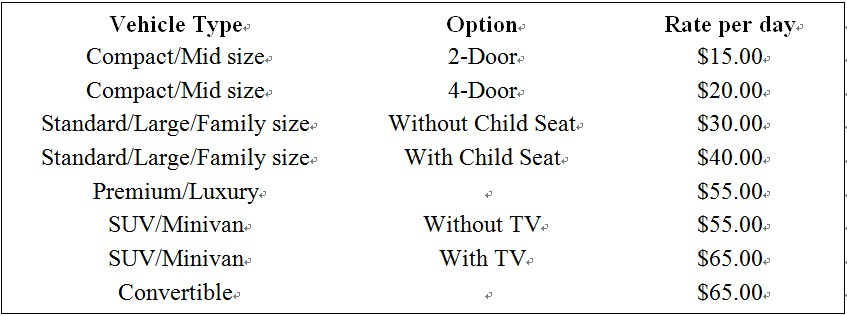 Vehicle Type Option Rate per day
Compact/Mid size 2-Door $15.00
Compact/Mid size 4-Door $20.00
Standard/Large/Family size Without Child Seat $30.00
Standard/Large/Family size With Child Seat $40.00
Premium/Luxury $55.00
SUV/Minivan Without TV $55.00
SUV/Minivan With TV $65.00
Convertible $65.00